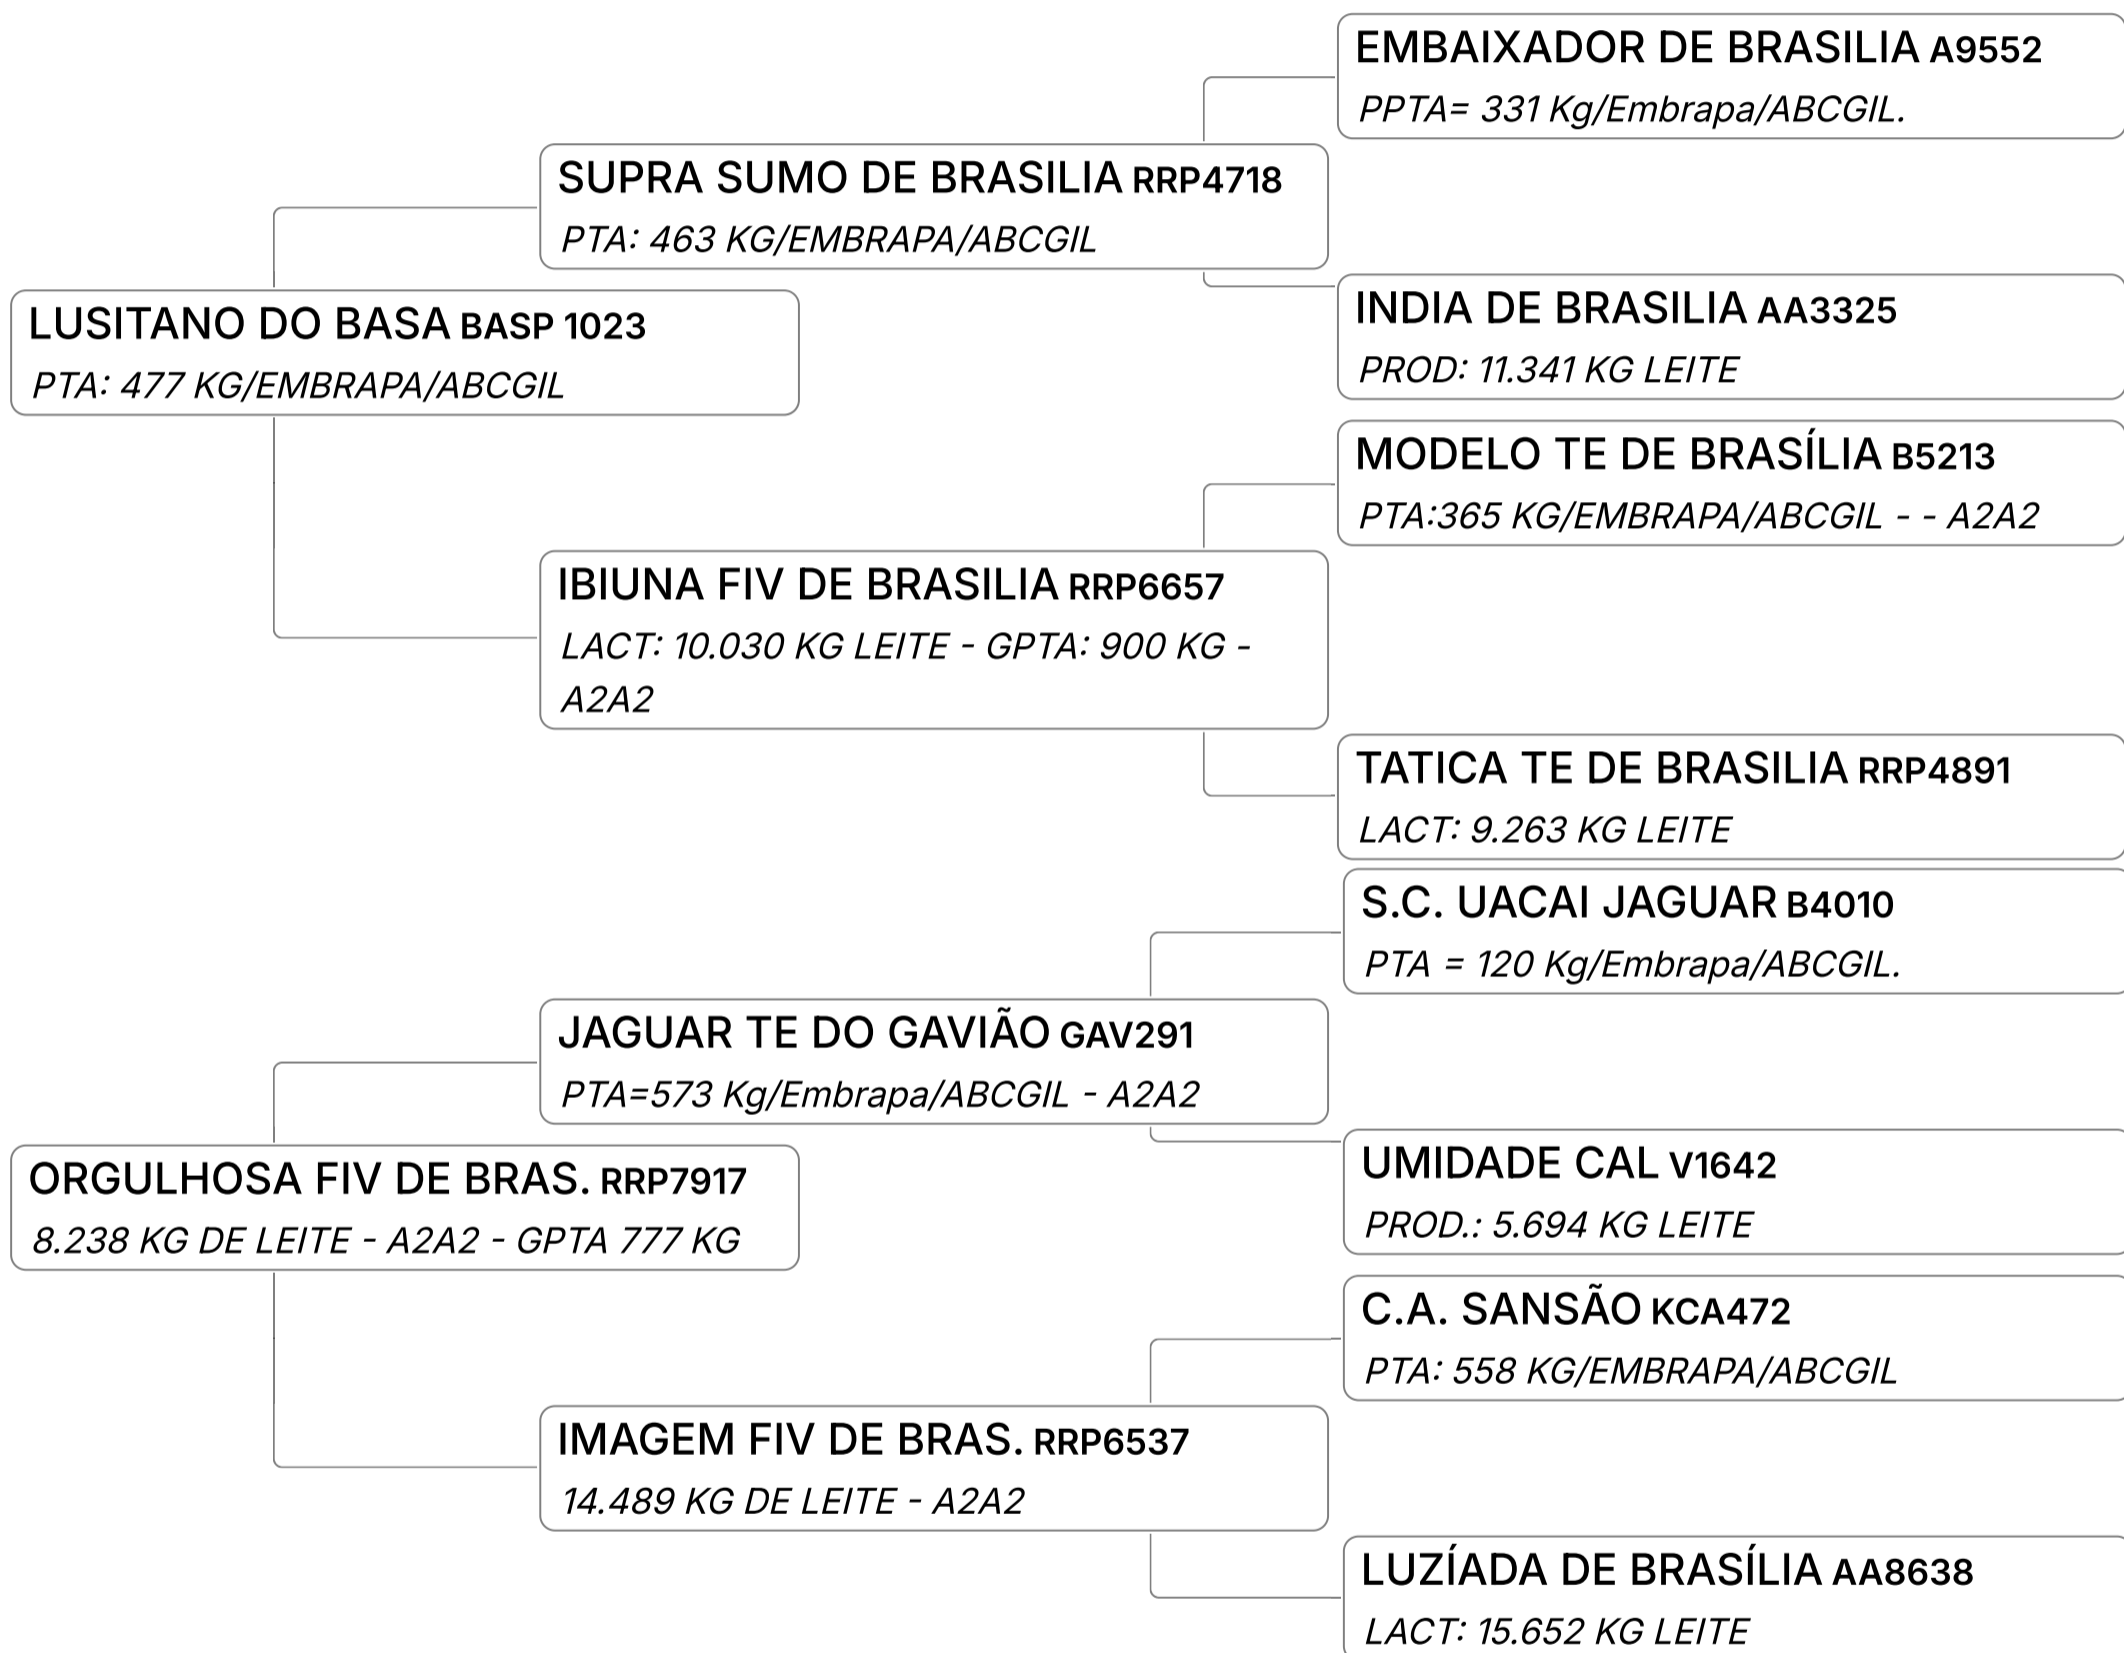 EMBAIXADOR DE BRASILIA A9552
PPTA= 331 Kg/Embrapa/ABCGIL.
SUPRA SUMO DE BRASILIA RRP4718
PTA: 463 KG/EMBRAPA/ABCGIL
INDIA DE BRASILIA AA3325
PROD: 11.341 KG LEITE
LUSITANO DO BASA BASP 1023
PTA: 477 KG/EMBRAPA/ABCGIL
MODELO TE DE BRASÍLIA B5213
PTA:365 KG/EMBRAPA/ABCGIL - - A2A2
IBIUNA FIV DE BRASILIA RRP6657
LACT: 10.030 KG LEITE - GPTA: 900 KG -
A2A2
TATICA TE DE BRASILIA RRP4891
LACT: 9.263 KG LEITE
S.C. UACAI JAGUAR B4010
PTA = 120 Kg/Embrapa/ABCGIL.
JAGUAR TE DO GAVIÃO GAV291
PTA=573 Kg/Embrapa/ABCGIL - A2A2
UMIDADE CAL V1642
PROD.: 5.694 KG LEITE
ORGULHOSA FIV DE BRAS. RRP7917
8.238 KG DE LEITE - A2A2 - GPTA 777 KG
C.A. SANSÃO KCA472
PTA: 558 KG/EMBRAPA/ABCGIL
IMAGEM FIV DE BRAS. RRP6537
14.489 KG DE LEITE - A2A2
LUZÍADA DE BRASÍLIA AA8638
LACT: 15.652 KG LEITE